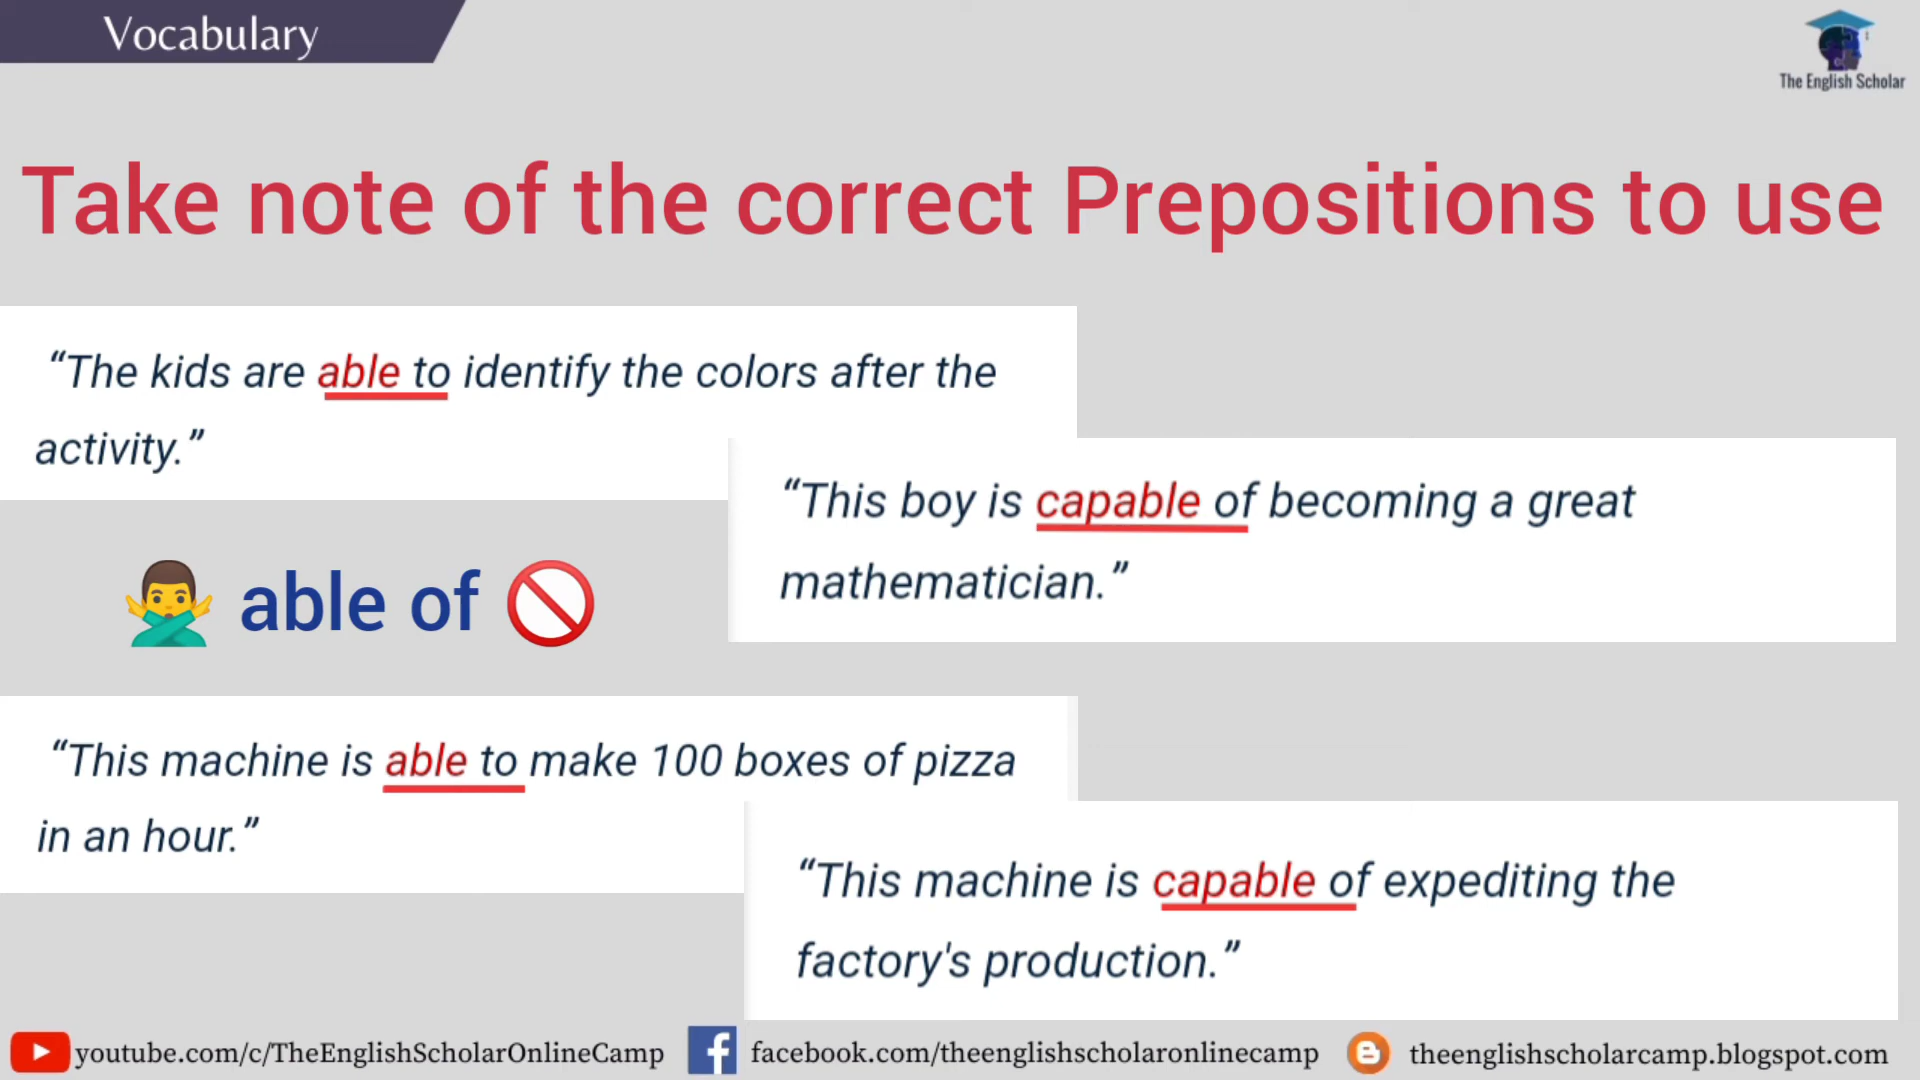 Vocabulary
The English Scholar
Take note of the correct Prepositions to use
“The kids are able to identify the colors after the
activity.”
“This boy is capable of becoming a great
mathematician.”
able of
“This machine is able to make 100 boxes of pizza
in an hour.”
“This machine is capable of expediting the
factory's production.”
youtube.com/c/TheEnglishScholarOnlineCamp
facebook.com/theenglishscholaronlinecamp
theenglishscholarcamp.blogspot.com